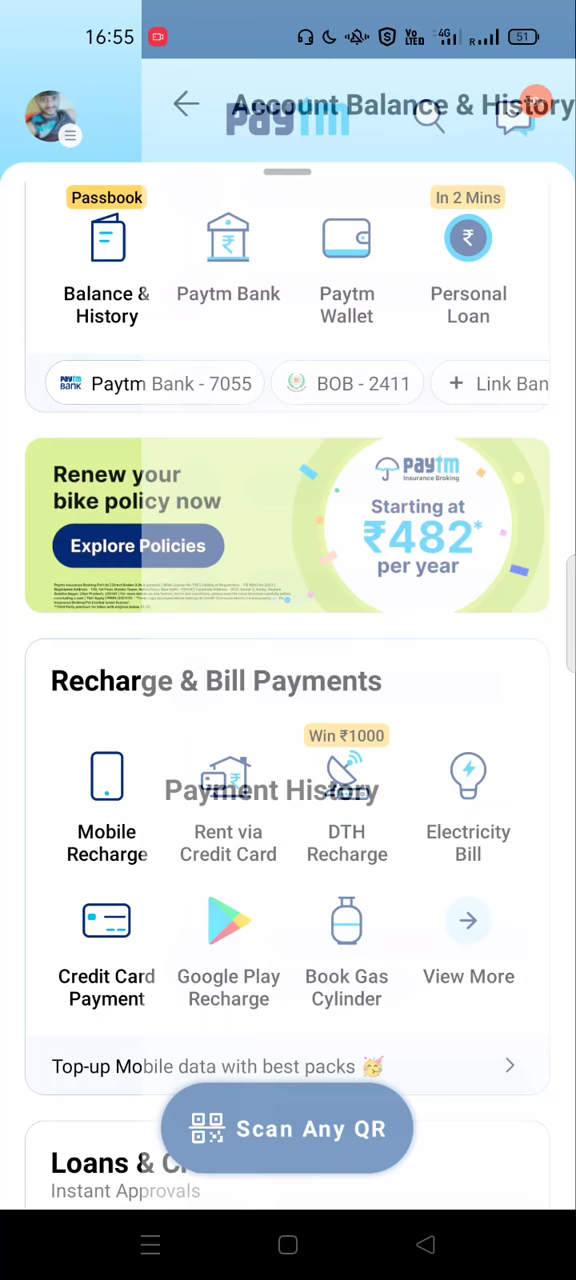 16:55
Vo LTE
4G
R
51
Account Balance & History
paytm
Passbook
In 2 Mins
Balance & History
Paytm Bank
Paytm Wallet
Personal Loan
Paytm Bank - 7055
BOB - 2411
+ Link Ban
Renew your
bike policy now
Explore Policies
paytm
Insurance Broking
Starting at
₹482*
per year
Recharge & Bill Payments
Win ₹1000
Payment History
Mobile Recharge
Rent via Credit Card
DTH Recharge
Electricity Bill
Credit Card Payment
Google Play Recharge
Book Gas Cylinder
View More
Top-up Mobile data with best packs 🥳
Scan Any QR
Loans & C
Instant Approvals